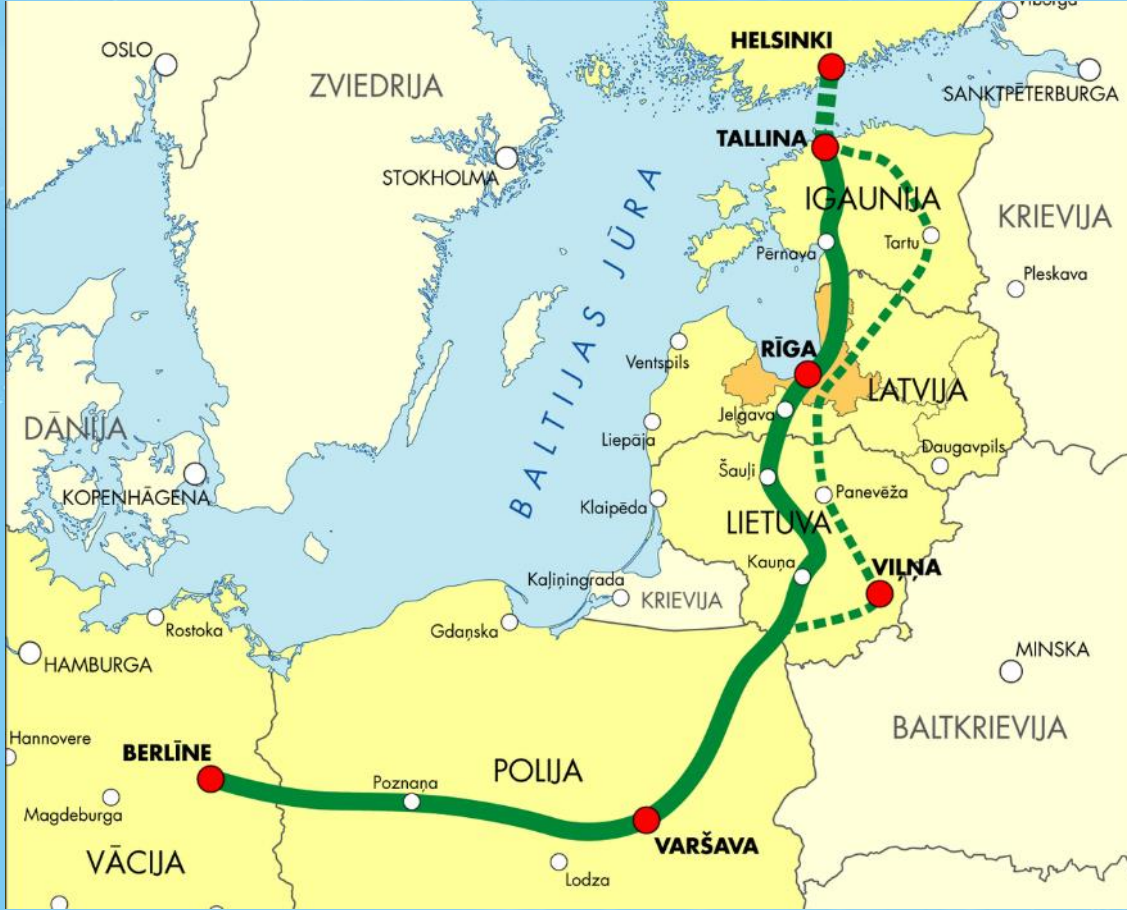 Viborga
HELSINKI
OSLO
ZVIEDRIJA
SANKTPĒTERBURGA
TALLINA
STOKHOLMA
IGAUNIJA
KRIEVIJA
Tartu
Pērnava
Pleskava
BALTIJAS JŪRA
RĪGA
Ventspils
LATVIJA
Jelgava
DĀNIJA
Liepāja
Daugavpils
Šauļi
KOPENHĀGENA
Panevēža
Klaipēda
LIETUVA
Kauņa
VIĻŅA
Kaļiņingrada
KRIEVIJA
Rostoka
Gdaņska
HAMBURGA
MINSKA
BALTKRIEVIJA
Hannovere
BERLĪNE
POLIJA
Poznaņa
Magdeburga
VARŠAVA
VĀCIJA
Lodza